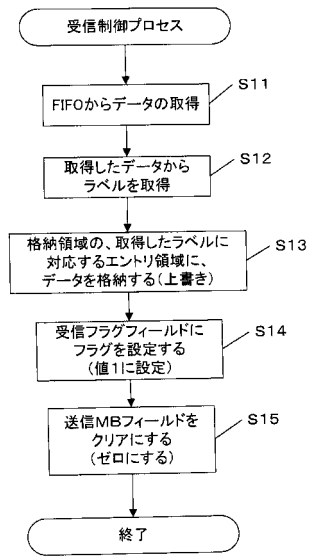 受信制御プロセス
S11
FIFOからデータの取得
S12
取得したデータから
ラベルを取得
S13
格納領域の、取得したラベルに
対応するエントリ領域に、
データを格納する(上書き)
S14
受信フラグフィールドに
フラグを設定する
(値1に設定)
S15
送信MBフィールドを
クリアにする
(ゼロにする)
終了